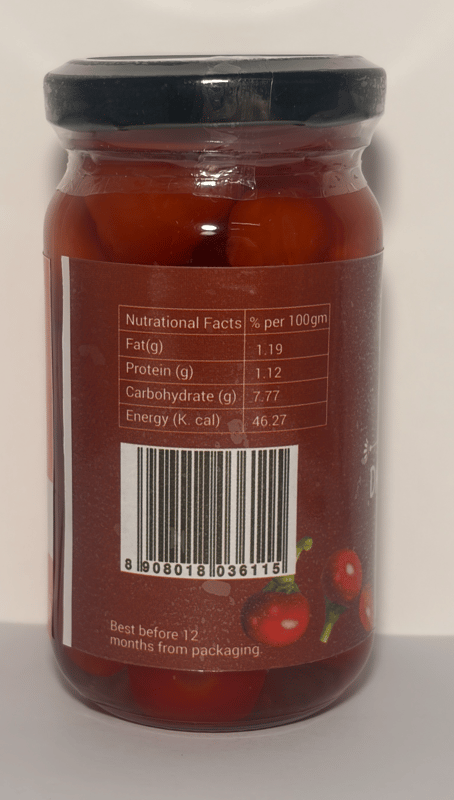 Nutrational Facts % per 100gm
Fat(g) 1.19
Protein (g) 1.12
Carbohydrate (g) 7.77
Energy (K. cal) 46.27
8 908018 036115
Best before 12
months from packaging.